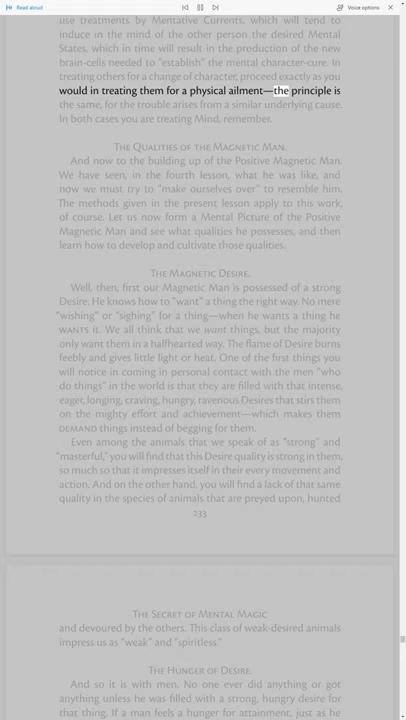 Read aloud
Voice options
use treatments by Mentative Currents, which will tend to
induce in the mind of the other person the desired Mental
States, which in time will result in the production of the new
brain-cells needed to "establish" the mental character-cure. In
treating others for a change of character, proceed exactly as you
would in treating them for a physical ailment—the principle is
the same, for the trouble arises from a similar underlying cause.
In both cases you are treating Mind, remember.
The Qualities of the Magnetic Man.
And now to the building up of the Positive Magnetic Man.
We have seen, in the fourth lesson, what he was like, and
now we must try to "make ourselves over" to resemble him.
The methods given in the present lesson apply to this work,
of course. Let us now form a Mental Picture of the Positive
Magnetic Man and see what qualities he possesses, and then
learn how to develop and cultivate those qualities.
The Magnetic Desire.
Well, then, first our Magnetic Man is possessed of a strong
Desire. He knows how to "want" a thing the right way. No mere
"wishing" or "sighing" for a thing—when he wants a thing he
wants it. We all think that we want things, but the majority
only want them in a halfhearted way. The flame of Desire burns
feebly and gives little light or heat. One of the first things you
will notice in coming in personal contact with the men "who
do things" in the world is that they are filled with that intense,
eager, longing, craving, hungry, ravenous Desires that stirs them
on the mighty effort and achievement—which makes them
demand things instead of begging for them.
Even among the animals that we speak of as "strong" and
"masterful," you will find that this Desire quality is strong in them,
so much so that it impresses itself in their every movement and
action. And on the other hand, you will find a lack of that same
quality in the species of animals that are preyed upon, hunted
233
The Secret of Mental Magic
and devoured by the others. This class of weak-desired animals
impress us as "weak" and "spiritless."
The Hunger of Desire.
And so it is with men. No one ever did anything or got
anything unless he was filled with a strong, hungry desire for
that thing. If a man feels a hunger for attainment, just as he